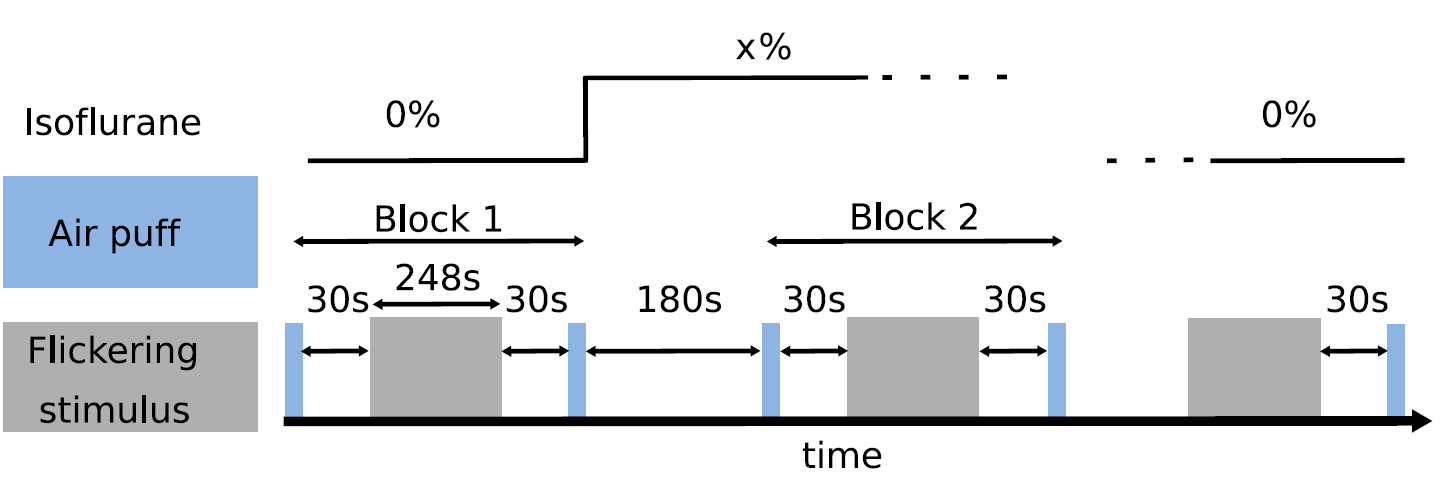 x%
Isoflurane
0%
0%
Air puff
Block 1
Block 2
248s
30s
30s
180s
30s
30s
30s
Flickering
stimulus
time